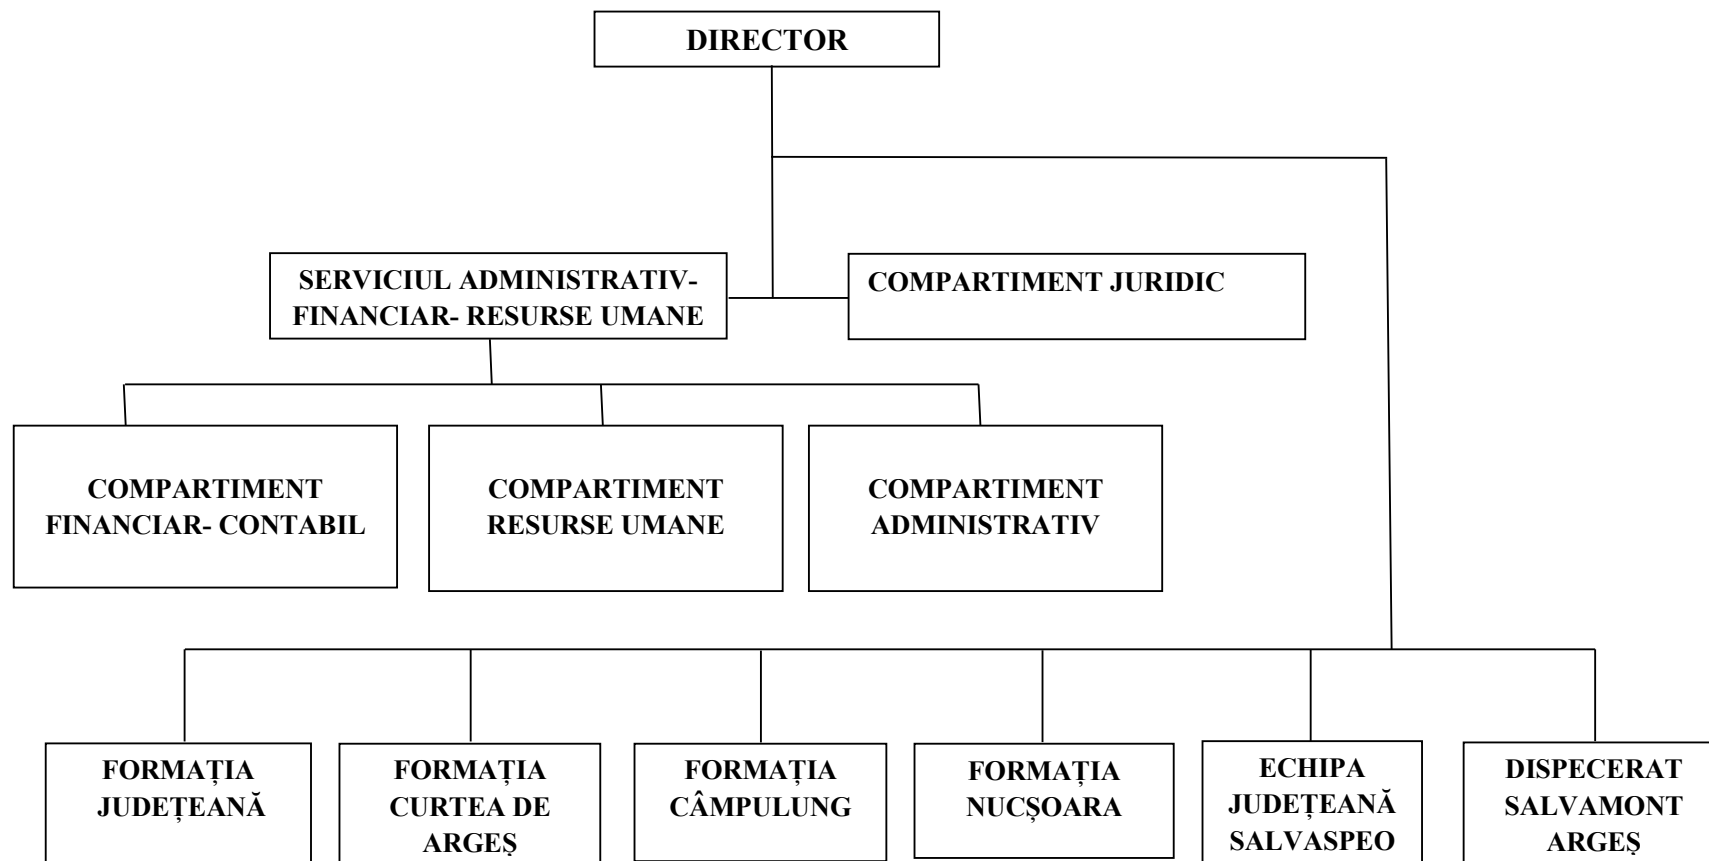 DIRECTOR
SERVICIUL ADMINISTRATIV-
FINANCIAR- RESURSE UMANE
COMPARTIMENT JURIDIC
COMPARTIMENT
FINANCIAR- CONTABIL
COMPARTIMENT
RESURSE UMANE
COMPARTIMENT
ADMINISTRATIV
FORMAȚIA
JUDEȚEANĂ
FORMAȚIA
CURTEA DE
ARGEȘ
FORMAȚIA
CÂMPULUNG
FORMAȚIA
NUCȘOARA
ECHIPA
JUDEȚEANĂ
SALVASPEO
DISPECERAT
SALVAMONT
ARGEȘ